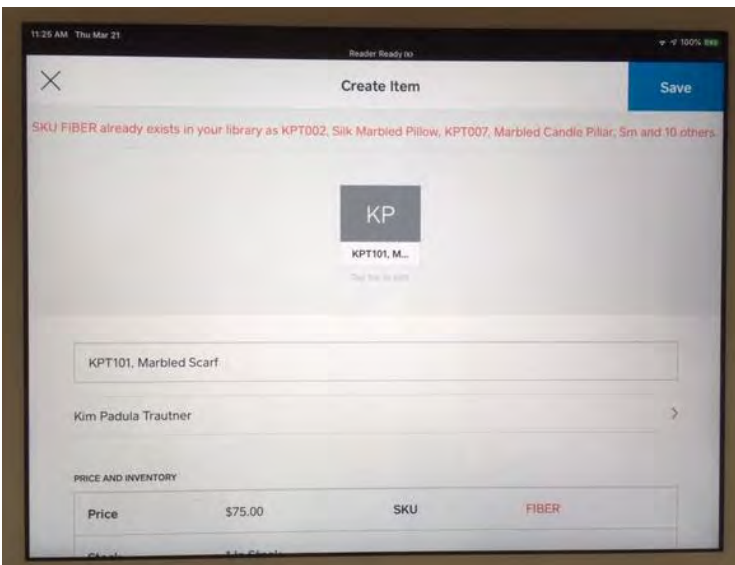 11:25 AM Thu Mar 21
100%
Reader Ready
Create Item
Save
SKU FIBER already exists in your library as KPT002, Silk Marbled Pillow, KPT007, Marbled Candle Pillar, Sm and 10 others.
KP
KPT101, M...
KPT101, Marbled Scarf
Kim Padula Trautner
PRICE AND INVENTORY
Price $75.00 SKU FIBER